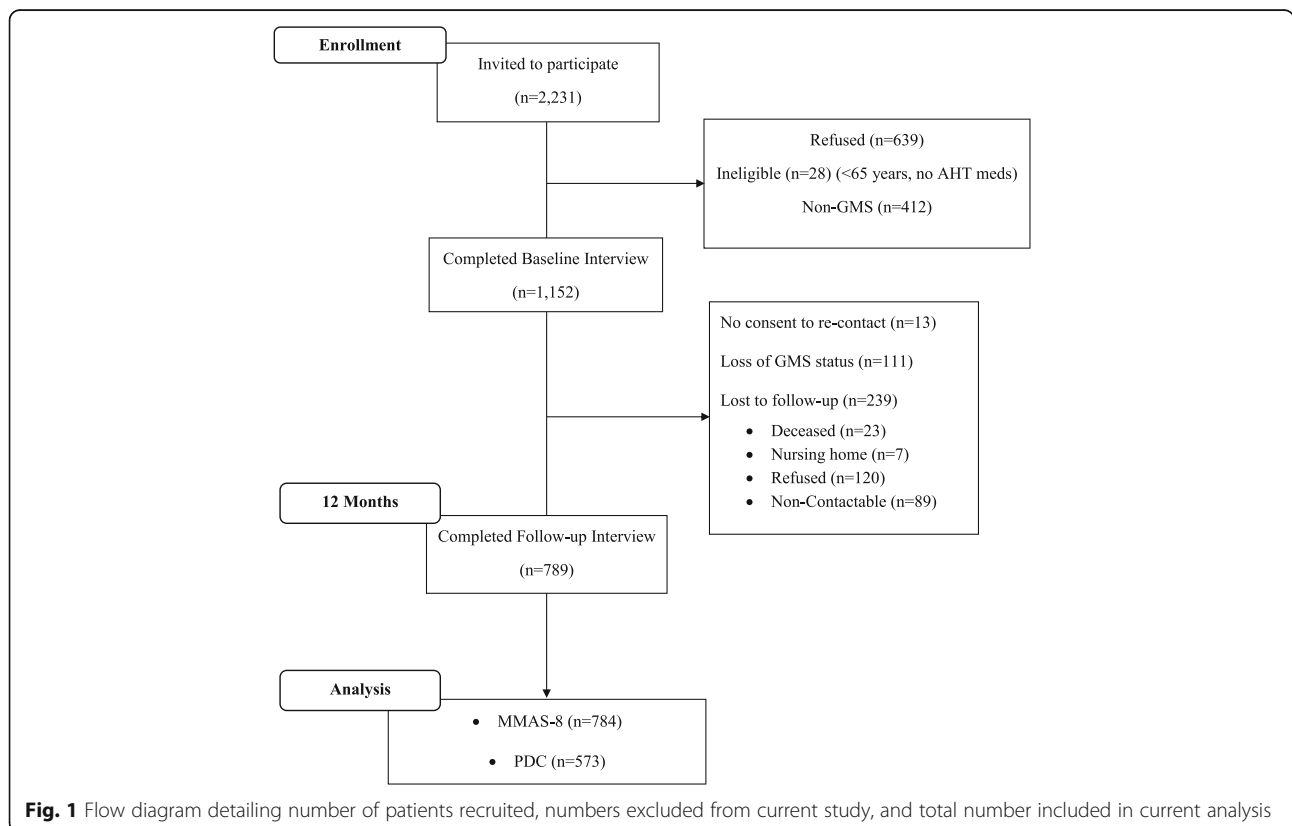 Enrollment
Invited to participate
(n=2,231)
Refused (n=639)
Ineligible (n=28) (<65 years, no AHT meds)
Non-GMS (n=412)
Completed Baseline Interview
(n=1,152)
No consent to re-contact (n=13)
Loss of GMS status (n=111)
Lost to follow-up (n=239)
• Deceased (n=23)
• Nursing home (n=7)
• Refused (n=120)
• Non-Contactable (n=89)
12 Months
Completed Follow-up Interview
(n=789)
Analysis
• MMAS-8 (n=784)
• PDC (n=573)
Fig. 1 Flow diagram detailing number of patients recruited, numbers excluded from current study, and total number included in current analysis